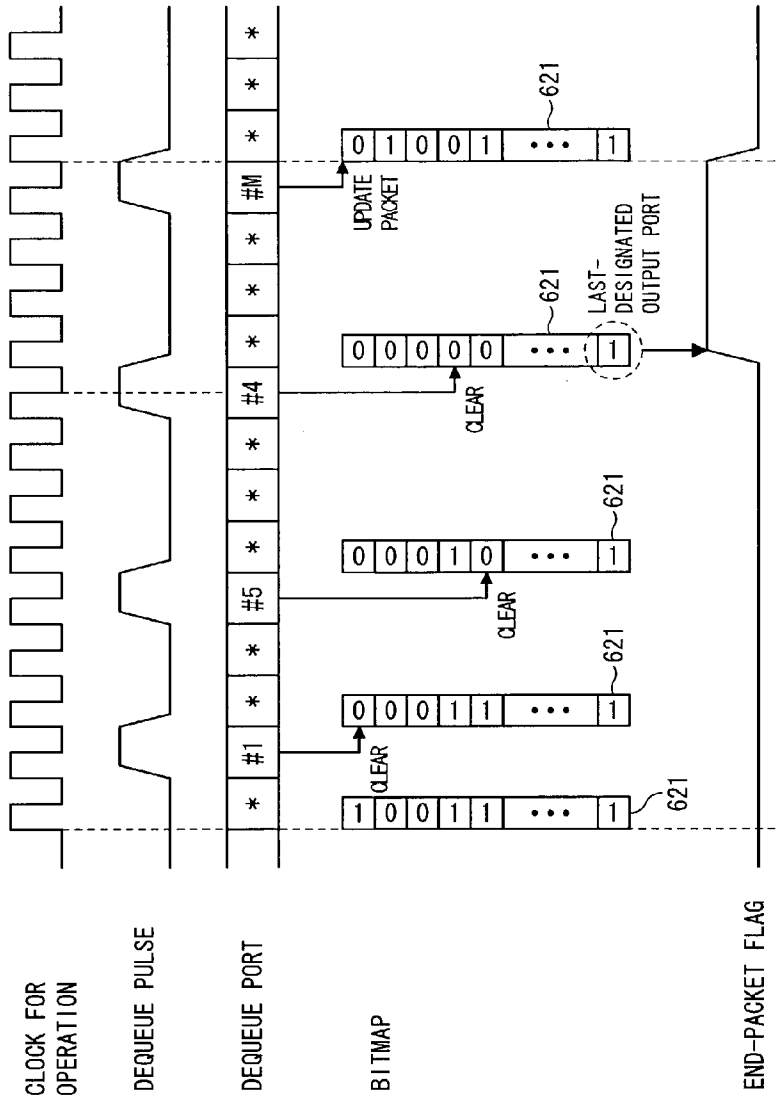 CLOCK FOR
OPERATION
DEQUEUE PULSE
DEQUEUE PORT
* #1 * * #5 * * * #4 * * * #M * * *
BITMAP
1
0
0
1
1
•••
1
621
CLEAR
0
0
0
1
1
•••
1
621
CLEAR
0
0
0
1
0
•••
1
621
CLEAR
0
0
0
0
0
•••
1
621
LAST-
DESIGNATED
OUTPUT PORT
UPDATE
PACKET
0
1
0
0
1
•••
1
621
END-PACKET FLAG